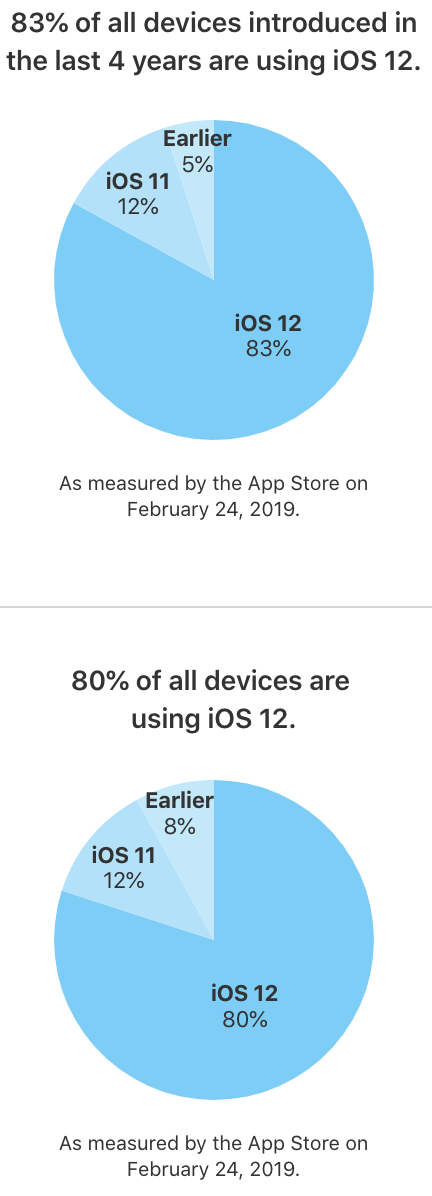 83% of all devices introduced in
the last 4 years are using iOS 12.
Earlier
5%
iOS 11
12%
iOS 12
83%
As measured by the App Store on
February 24, 2019.
80% of all devices are
using iOS 12.
Earlier
8%
iOS 11
12%
iOS 12
80%
As measured by the App Store on
February 24, 2019.